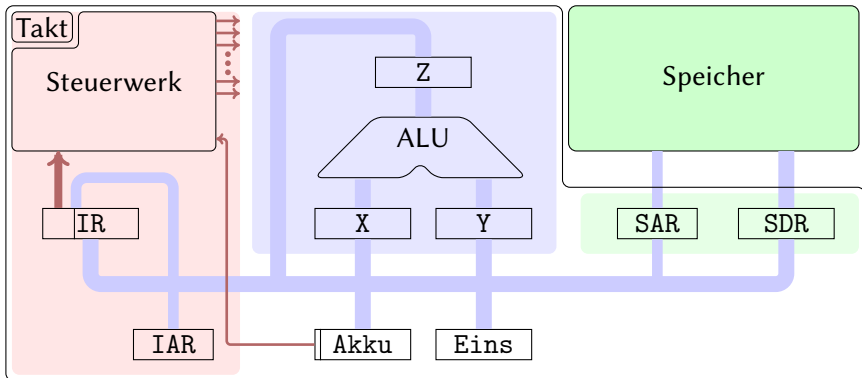 Takt
Steuerwerk
Z
Speicher
ALU
IR
X
Y
SAR
SDR
IAR
Akku
Eins